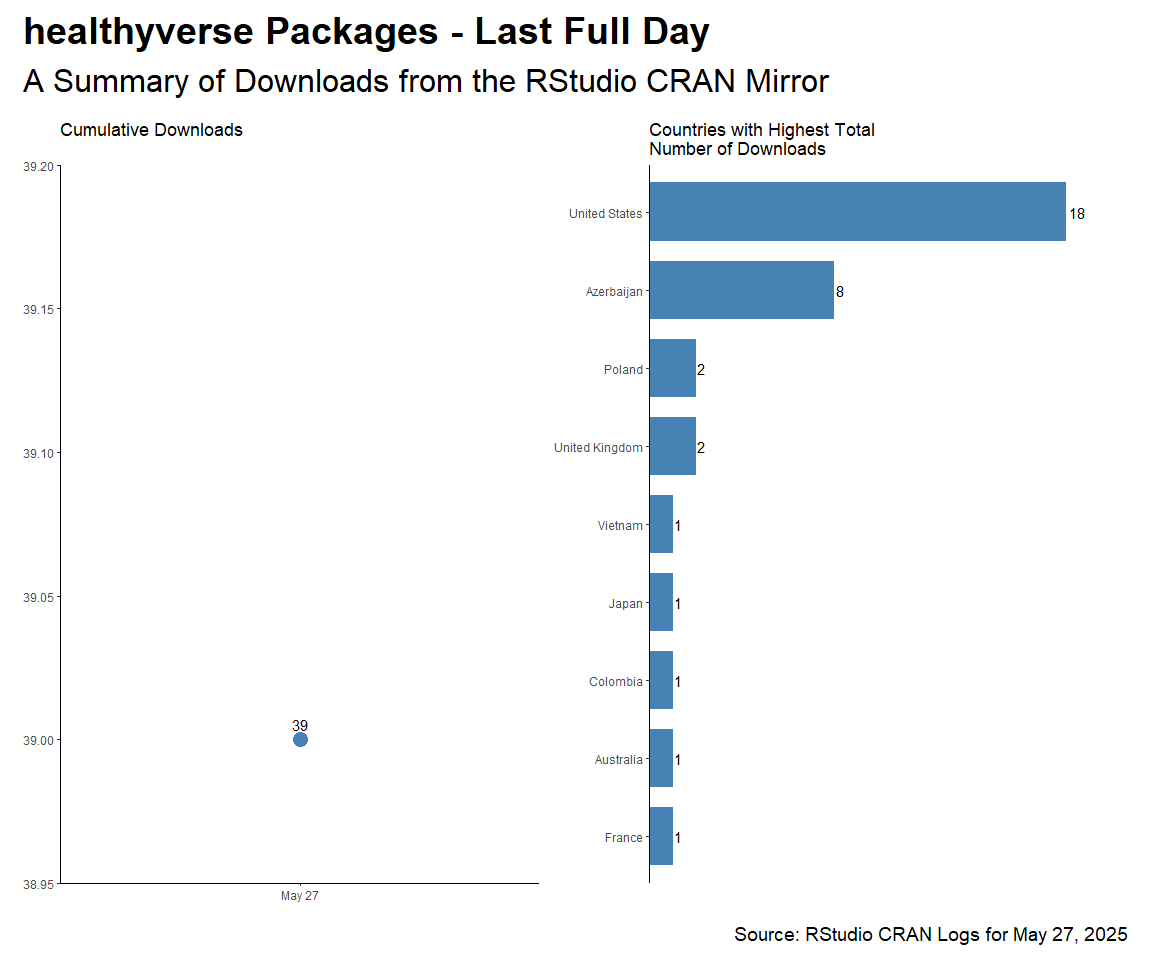 healthyverse Packages - Last Full Day
A Summary of Downloads from the RStudio CRAN Mirror
Cumulative Downloads
39.20
39.15
39.10
39.05
39.00
38.95
39
May 27
Countries with Highest Total
Number of Downloads
United States 18
Azerbaijan 8
Poland 2
United Kingdom 2
Vietnam 1
Japan 1
Colombia 1
Australia 1
France 1
Source: RStudio CRAN Logs for May 27, 2025